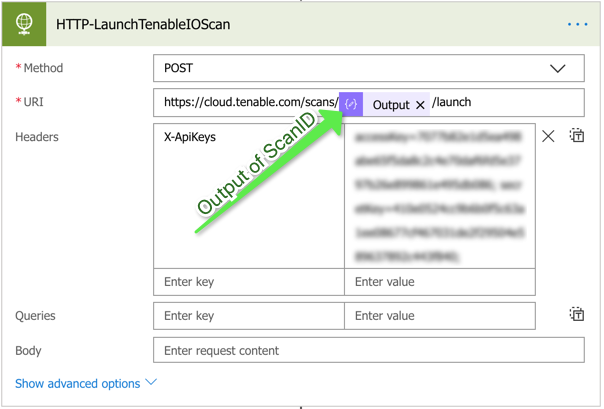 HTTP-LaunchTenableIOScan
...
* Method
POST
* URI
https://cloud.tenable.com/scans/ Output × /launch
Headers
X-ApiKeys
Output of ScanID
Enter key
Enter value
Queries
Enter key
Enter value
Body
Enter request content
Show advanced options